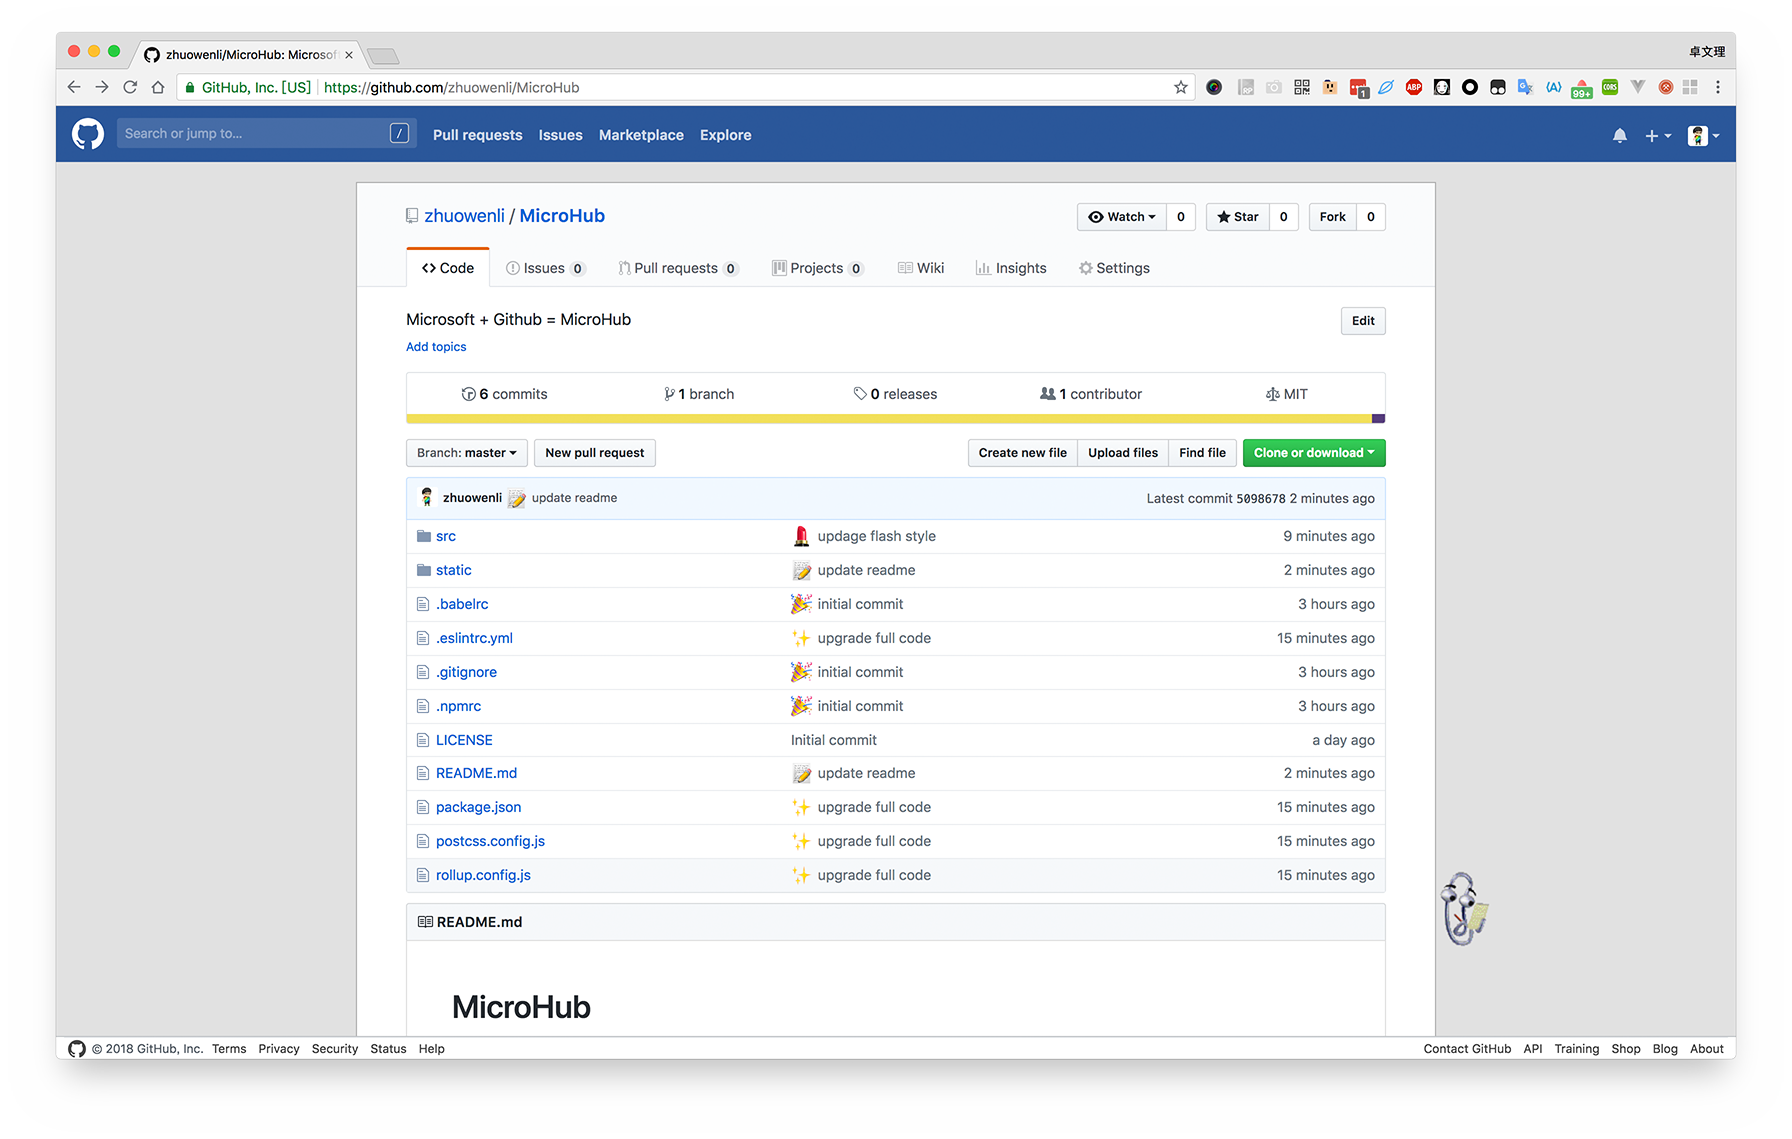 zhuowenli/MicroHub: Microsof
卓文理
GitHub, Inc. [US] https://github.com/zhuowenli/MicroHub
RP 1 ABP 99+ CORS
Search or jump to... / Pull requests Issues Marketplace Explore
zhuowenli / MicroHub Watch 0 Star 0 Fork 0
Code Issues 0 Pull requests 0 Projects 0 Wiki Insights Settings
Microsoft + Github = MicroHub Edit
Add topics
6 commits 1 branch 0 releases 1 contributor MIT
Branch: master New pull request Create new file Upload files Find file Clone or download
zhuowenli update readme Latest commit 5098678 2 minutes ago
src updage flash style 9 minutes ago
static update readme 2 minutes ago
.babelrc initial commit 3 hours ago
.eslintrc.yml upgrade full code 15 minutes ago
.gitignore initial commit 3 hours ago
.npmrc initial commit 3 hours ago
LICENSE Initial commit a day ago
README.md update readme 2 minutes ago
package.json upgrade full code 15 minutes ago
postcss.config.js upgrade full code 15 minutes ago
rollup.config.js upgrade full code 15 minutes ago
README.md
MicroHub
© 2018 GitHub, Inc. Terms Privacy Security Status Help Contact GitHub API Training Shop Blog About